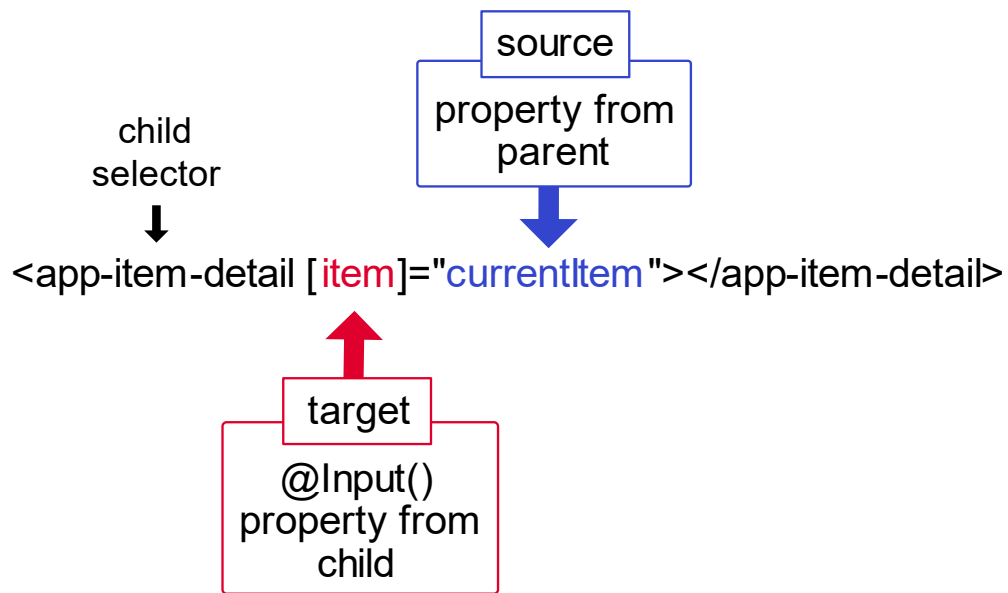 source
property from
parent
child
selector
<app-item-detail [item]="currentItem"></app-item-detail>
target
@Input()
property from
child